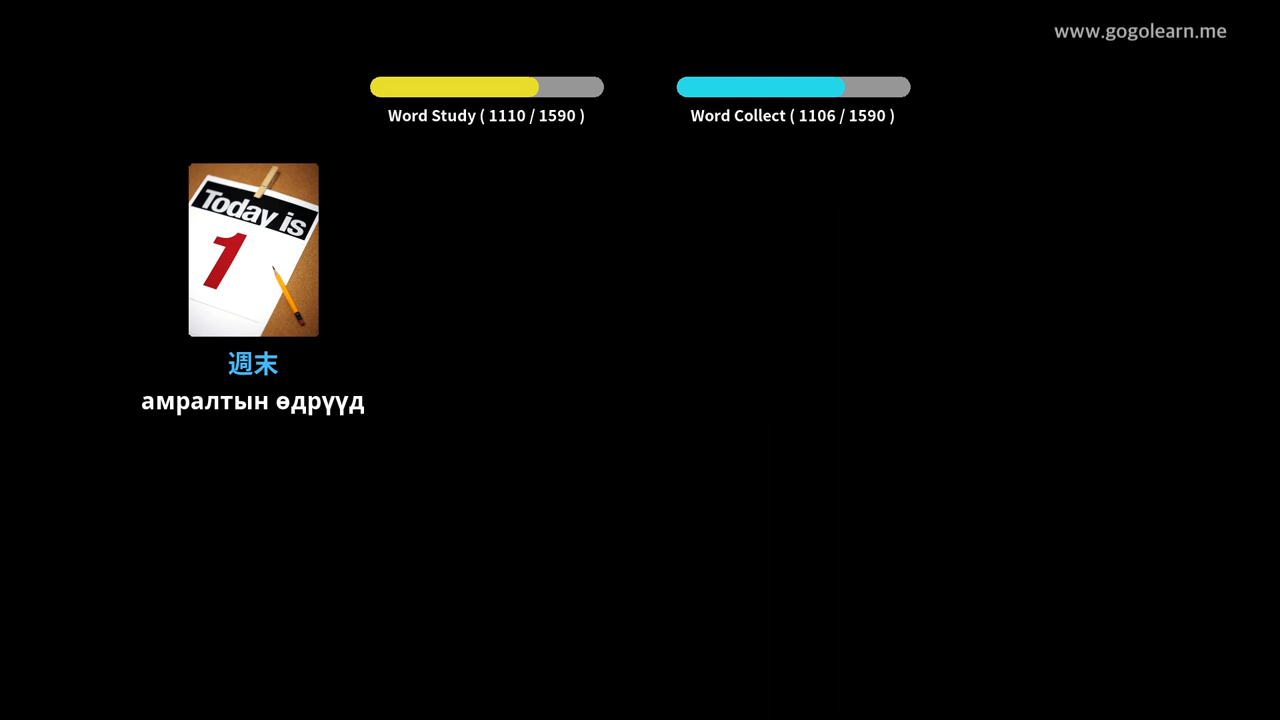 www.gogolearn.me
Word Study ( 1110 / 1590 )
Word Collect ( 1106 / 1590 )
Today is
1
週末
амралтын өдрүүд